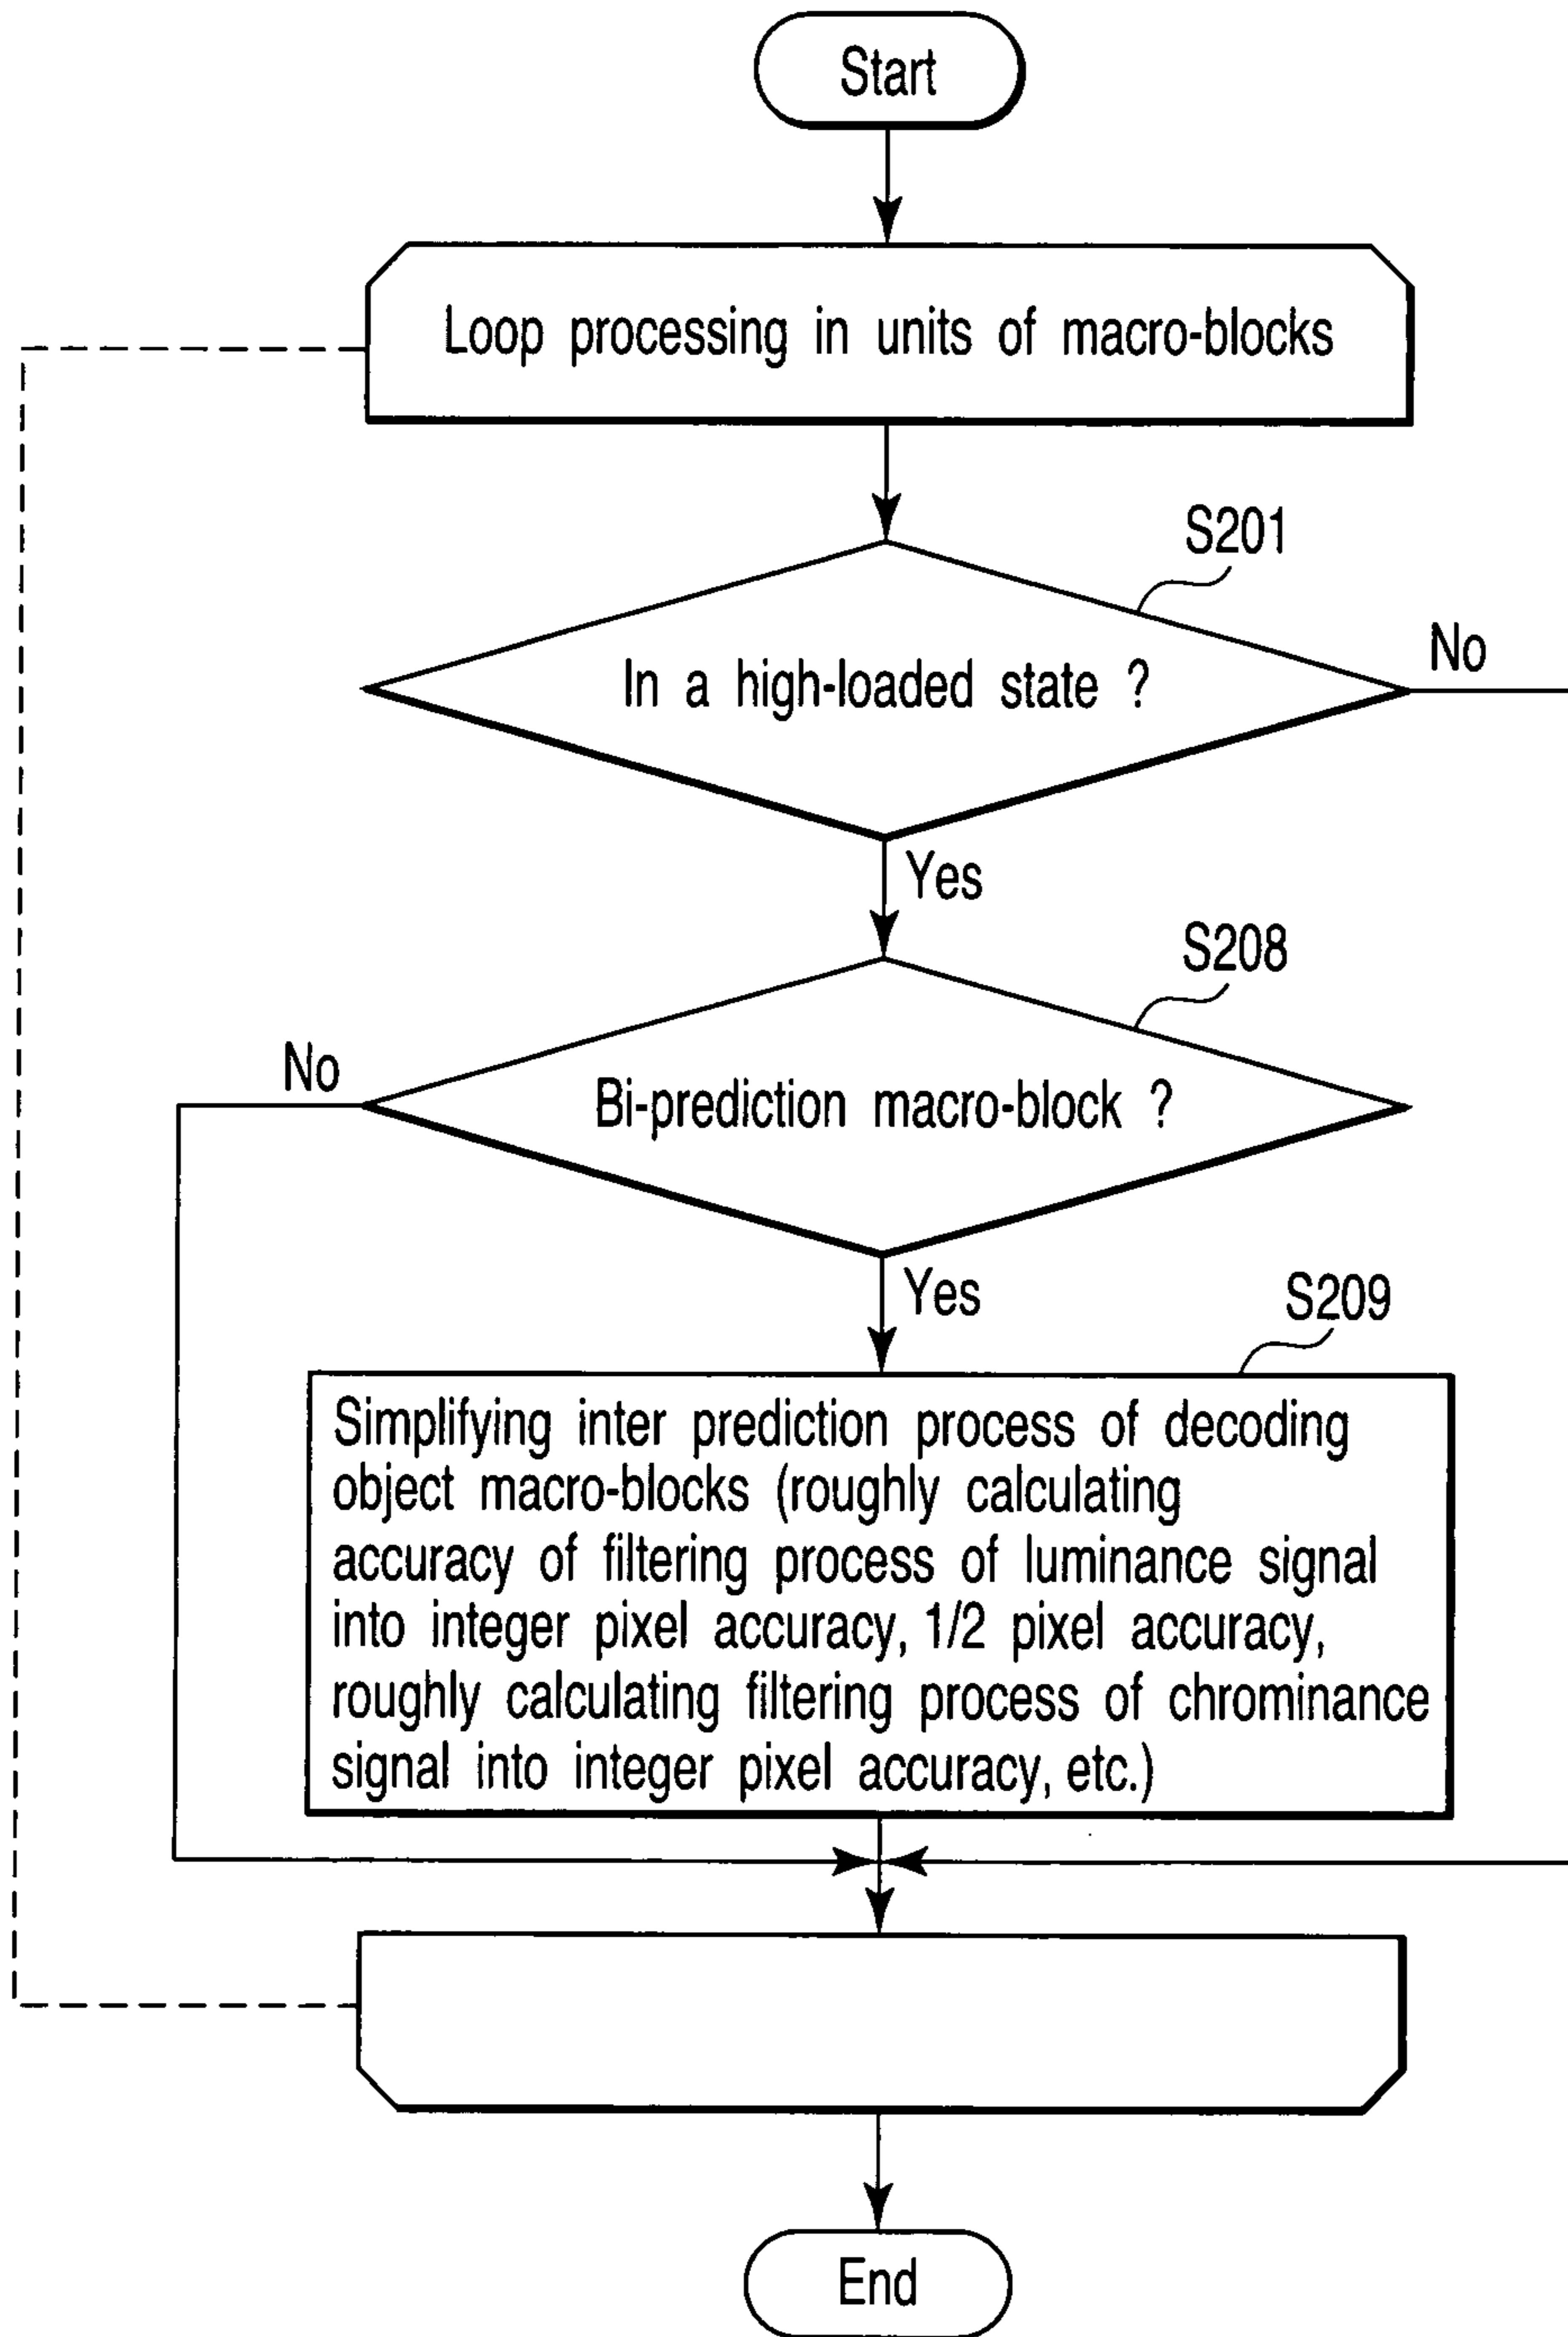 Start
Loop processing in units of macro-blocks
S201
In a high-loaded state ?
No
Yes
S208
No
Bi-prediction macro-block ?
Yes
S209
Simplifying inter prediction process of decoding
object macro-blocks (roughly calculating
accuracy of filtering process of luminance signal
into integer pixel accuracy, 1/2 pixel accuracy,
roughly calculating filtering process of chrominance
signal into integer pixel accuracy, etc.)
End